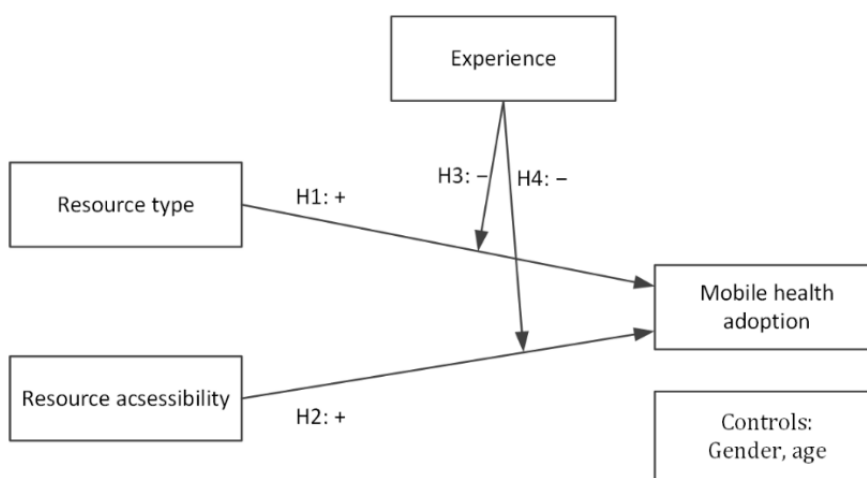 Experience
H3: −
H4: −
Resource type
H1: +
Mobile health
adoption
Resource acsessibility
H2: +
Controls:
Gender, age